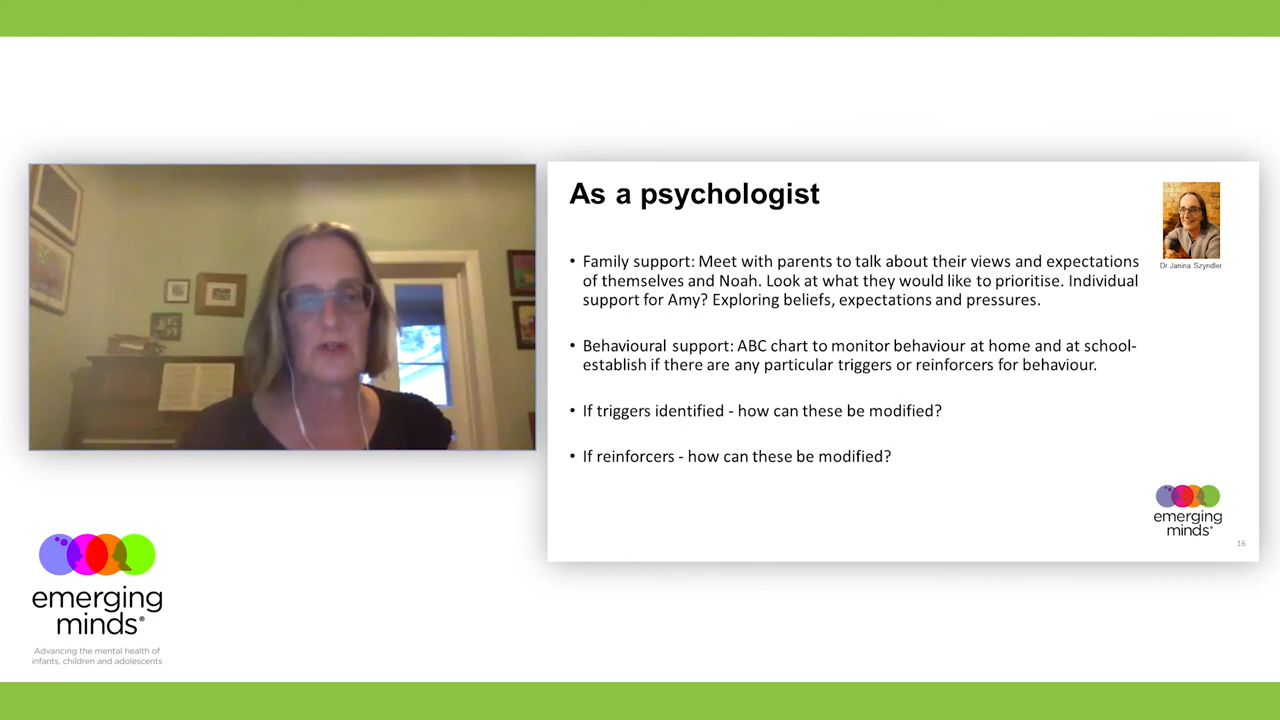 As a psychologist
Dr Janina Szyndler
• Family support: Meet with parents to talk about their views and expectations
of themselves and Noah. Look at what they would like to prioritise. Individual
support for Amy? Exploring beliefs, expectations and pressures.
• Behavioural support: ABC chart to monitor behaviour at home and at school-
establish if there are any particular triggers or reinforcers for behaviour.
• If triggers identified - how can these be modified?
• If reinforcers - how can these be modified?
emerging
minds®
16
emerging
minds®
Advancing the mental health of
infants, children and adolescents